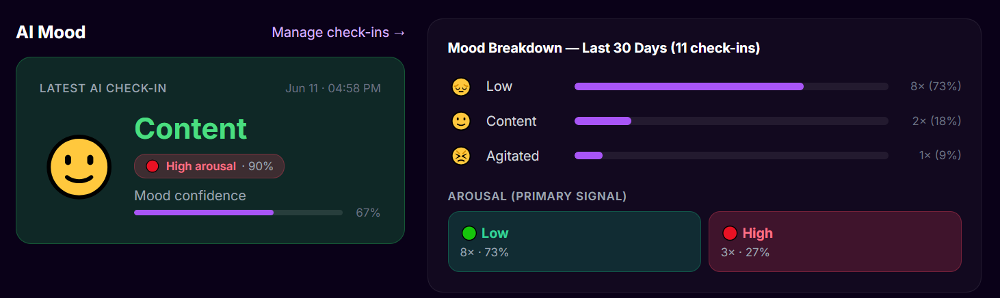 AI Mood
Manage check-ins →
LATEST AI CHECK-IN
Jun 11 · 04:58 PM
Content
High arousal · 90%
Mood confidence
67%
Mood Breakdown — Last 30 Days (11 check-ins)
Low 8× (73%)
Content 2× (18%)
Agitated 1× (9%)
AROUSAL (PRIMARY SIGNAL)
Low
8× · 73%
High
3× · 27%